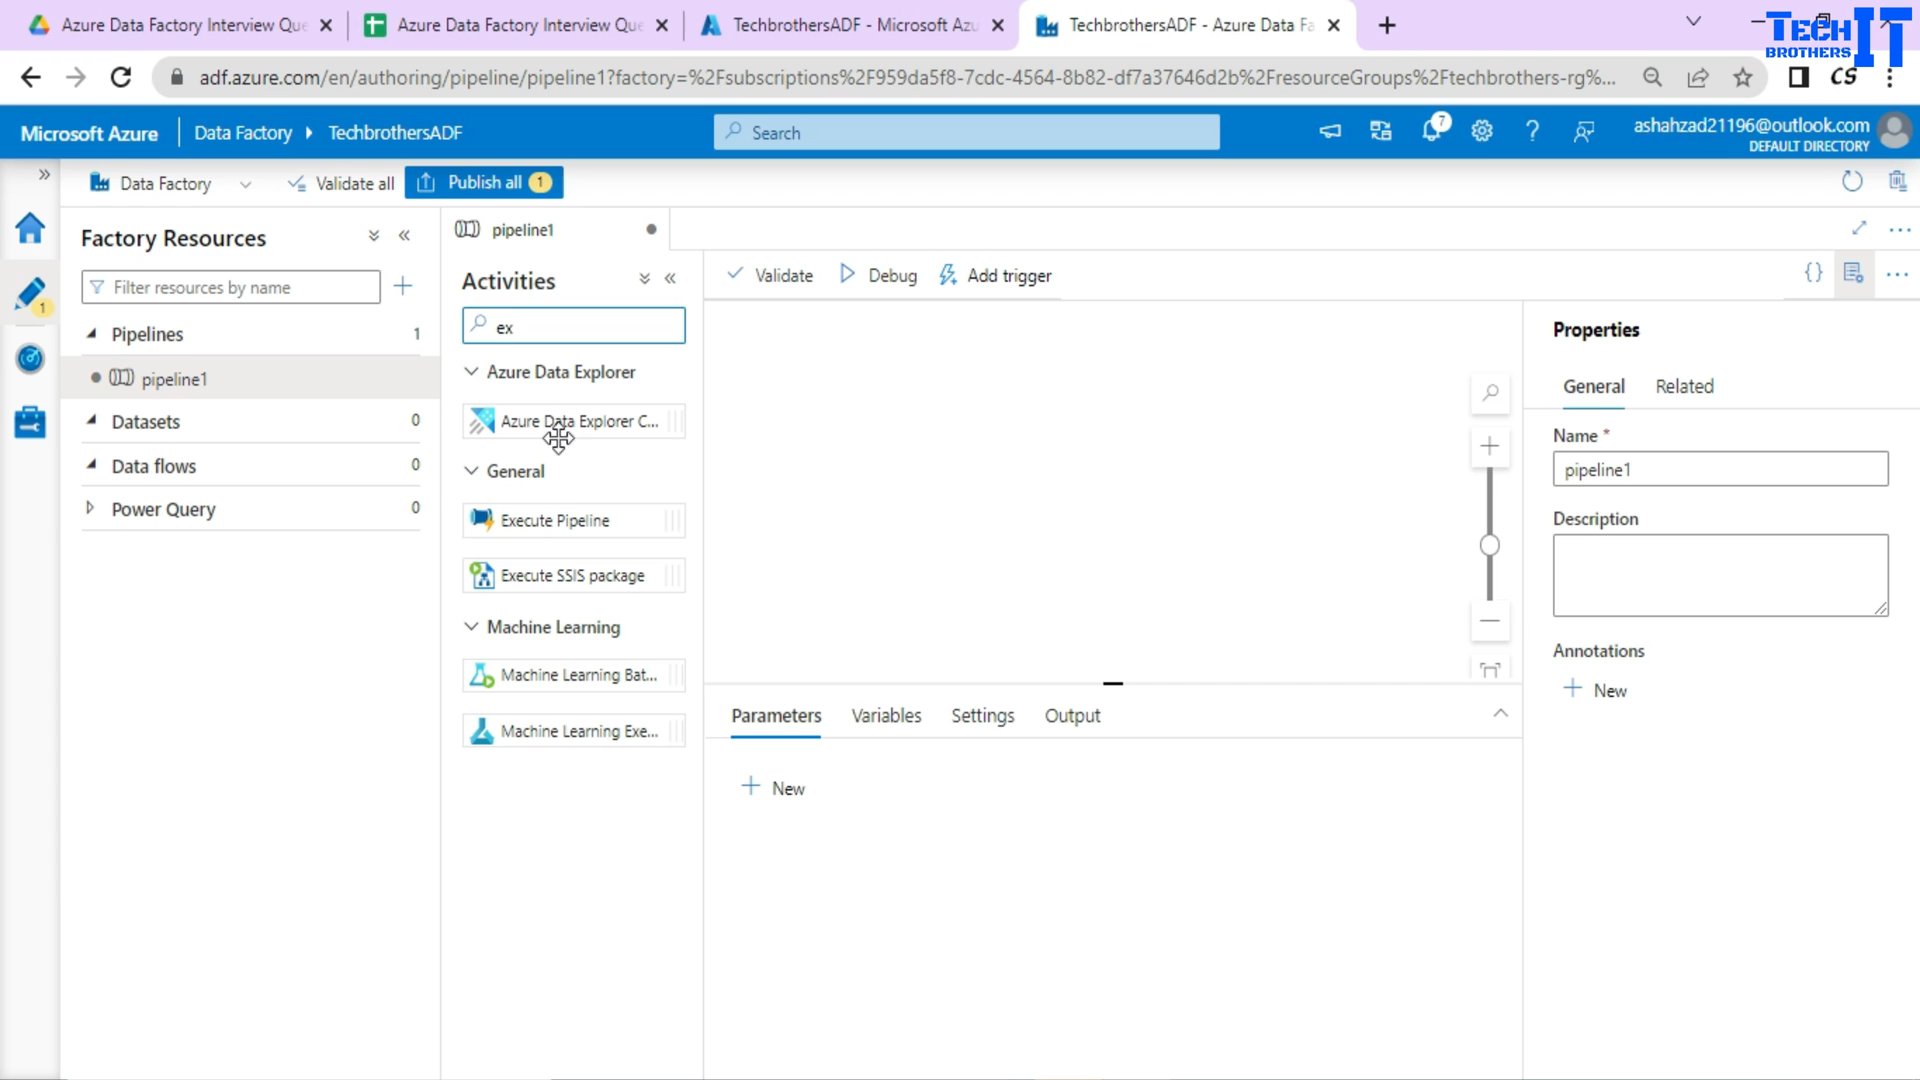 Azure Data Factory Interview Que
Azure Data Factory Interview Que
TechbrothersADF - Microsoft Azu
TechbrothersADF - Azure Data Fa
TECH IT
BROTHERS
adf.azure.com/en/authoring/pipeline/pipeline1?factory=%2Fsubscriptions%2F959da5f8-7cdc-4564-8b82-df7a37646d2b%2FresourceGroups%2Ftechbrothers-rg%...
CS
Microsoft Azure
Data Factory
TechbrothersADF
Search
7
ashahzad21196@outlook.com
DEFAULT DIRECTORY
Data Factory
Validate all
Publish all 1
Factory Resources
Filter resources by name
1
Pipelines 1
pipeline1
Datasets 0
Data flows 0
Power Query 0
pipeline1
Activities
ex
Azure Data Explorer
Azure Data Explorer C...
General
Execute Pipeline
Execute SSIS package
Machine Learning
Machine Learning Bat...
Machine Learning Exe...
Validate
Debug
Add trigger
Parameters
Variables
Settings
Output
New
Properties
General
Related
Name *
pipeline1
Description
Annotations
New